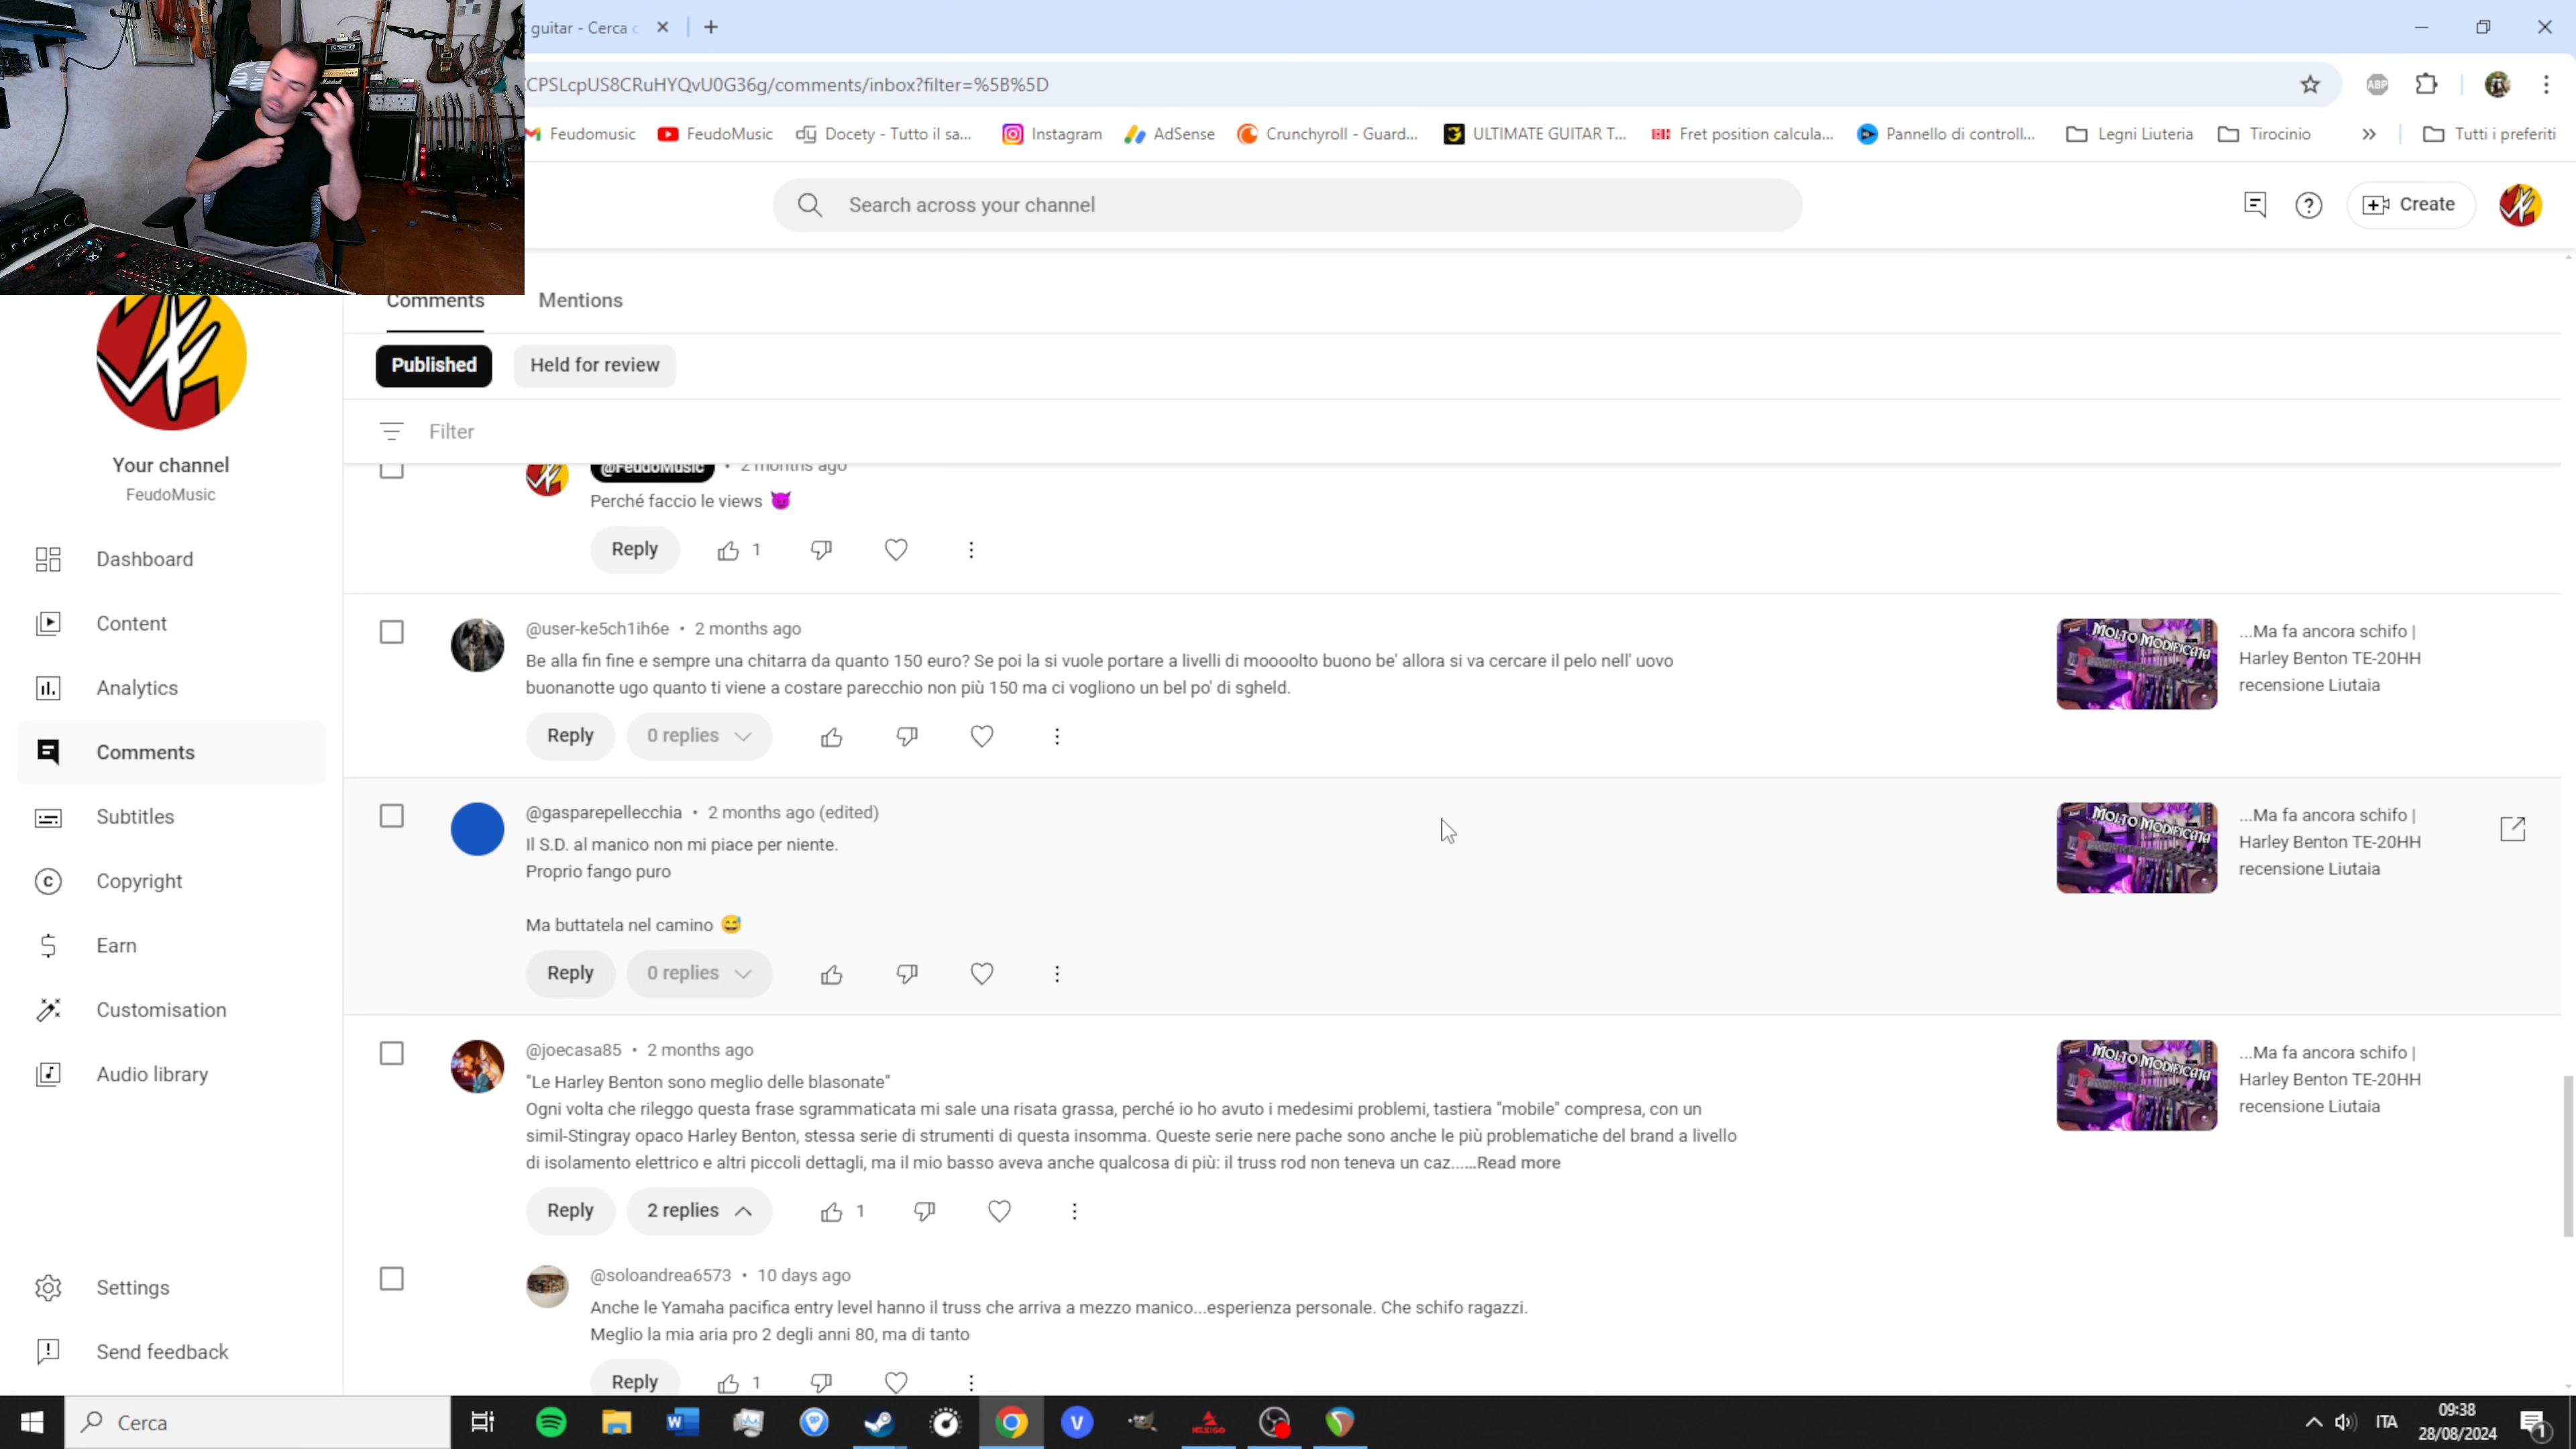 guitar - Cerca
CPSLcpUS8CRuHYQvU0G36g/comments/inbox?filter=%5B%5D
ABP
Feudomusic
FeudoMusic
Docety - Tutto il sa...
Instagram
AdSense
Crunchyroll - Guard...
ULTIMATE GUITAR T...
Fret position calcula...
Pannello di controll...
Legni Liuteria
Tirocinio
»
Tutti i preferiti
Search across your channel
Create
Comments
Mentions
Published
Held for review
Filter
Your channel
FeudoMusic
Dashboard
Content
Analytics
Comments
Subtitles
Copyright
Earn
Customisation
Audio library
Settings
Send feedback
@FeudoMusic • 2 months ago
Perché faccio le views 😈
Reply 1
@user-ke5ch1ih6e • 2 months ago
Be alla fin fine e sempre una chitarra da quanto 150 euro? Se poi la si vuole portare a livelli di moooolto buono be' allora si va cercare il pelo nell' uovo
buonanotte ugo quanto ti viene a costare parecchio non più 150 ma ci vogliono un bel po' di sgheld.
Reply 0 replies
MOLTO MODIFICATA
...Ma fa ancora schifo |
Harley Benton TE-20HH
recensione Liutaia
@gasparepellecchia • 2 months ago (edited)
Il S.D. al manico non mi piace per niente.
Proprio fango puro
Ma buttatela nel camino 😅
Reply 0 replies
MOLTO MODIFICATA
...Ma fa ancora schifo |
Harley Benton TE-20HH
recensione Liutaia
@joecasa85 • 2 months ago
"Le Harley Benton sono meglio delle blasonate"
Ogni volta che rileggo questa frase sgrammaticata mi sale una risata grassa, perché io ho avuto i medesimi problemi, tastiera "mobile" compresa, con un
simil-Stingray opaco Harley Benton, stessa serie di strumenti di questa insomma. Queste serie nere pache sono anche le più problematiche del brand a livello
di isolamento elettrico e altri piccoli dettagli, ma il mio basso aveva anche qualcosa di più: il truss rod non teneva un caz......Read more
Reply 2 replies 1
MOLTO MODIFICATA
...Ma fa ancora schifo |
Harley Benton TE-20HH
recensione Liutaia
@soloandrea6573 • 10 days ago
Anche le Yamaha pacifica entry level hanno il truss che arriva a mezzo manico...esperienza personale. Che schifo ragazzi.
Meglio la mia aria pro 2 degli anni 80, ma di tanto
Reply 1
Cerca
ITA
09:38
28/08/2024
1